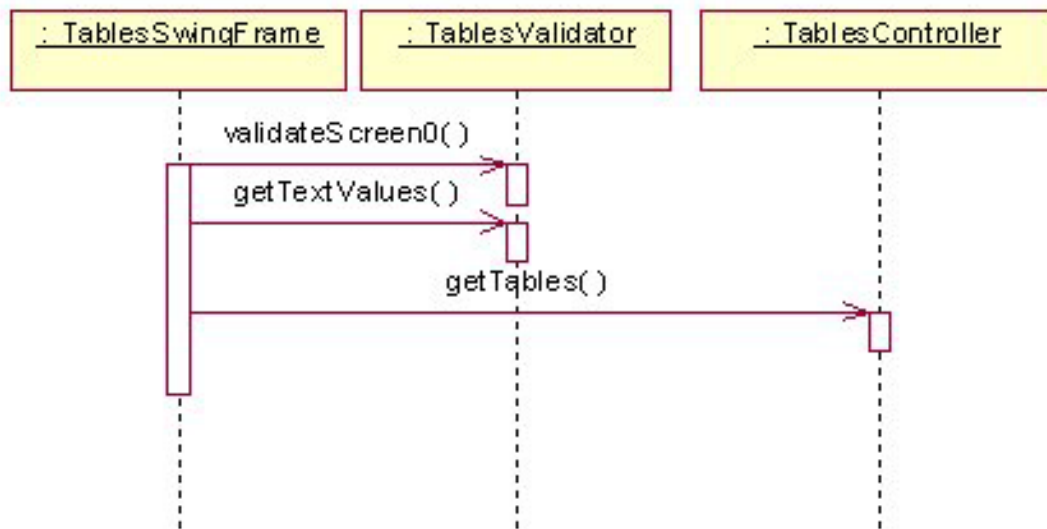 : TablesSwingFrame
: TablesValidator
: TablesController
validateScreen0( )
getTextValues( )
getTables( )